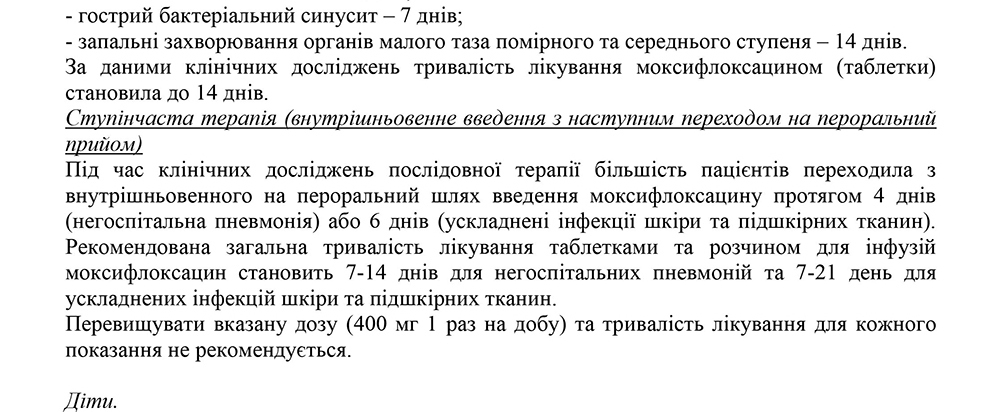 - гострий бактеріальний синусит – 7 днів;
- запальні захворювання органів малого таза помірного та середнього ступеня – 14 днів.
За даними клінічних досліджень тривалість лікування моксифлоксацином (таблетки)
становила до 14 днів.
Ступінчаста терапія (внутрішньовенне введення з наступним переходом на пероральний
прийом)
Під час клінічних досліджень послідовної терапії більшість пацієнтів переходила з
внутрішньовенного на пероральний шлях введення моксифлоксацину протягом 4 днів
(негоспітальна пневмонія) або 6 днів (ускладнені інфекції шкіри та підшкірних тканин).
Рекомендована загальна тривалість лікування таблетками та розчином для інфузій
моксифлоксацин становить 7-14 днів для негоспітальних пневмоній та 7-21 день для
ускладнених інфекцій шкіри та підшкірних тканин.
Перевищувати вказану дозу (400 мг 1 раз на добу) та тривалість лікування для кожного
показання не рекомендується.
Діти.